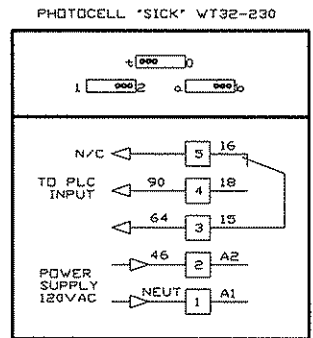 PHOTOCELL "SICK" WT32-230
t 0
1 2 a b
N/C 5 16
TO PLC INPUT 90 4 18
64 3 15
46 2 A2
POWER SUPPLY 120VAC
NEUT 1 A1